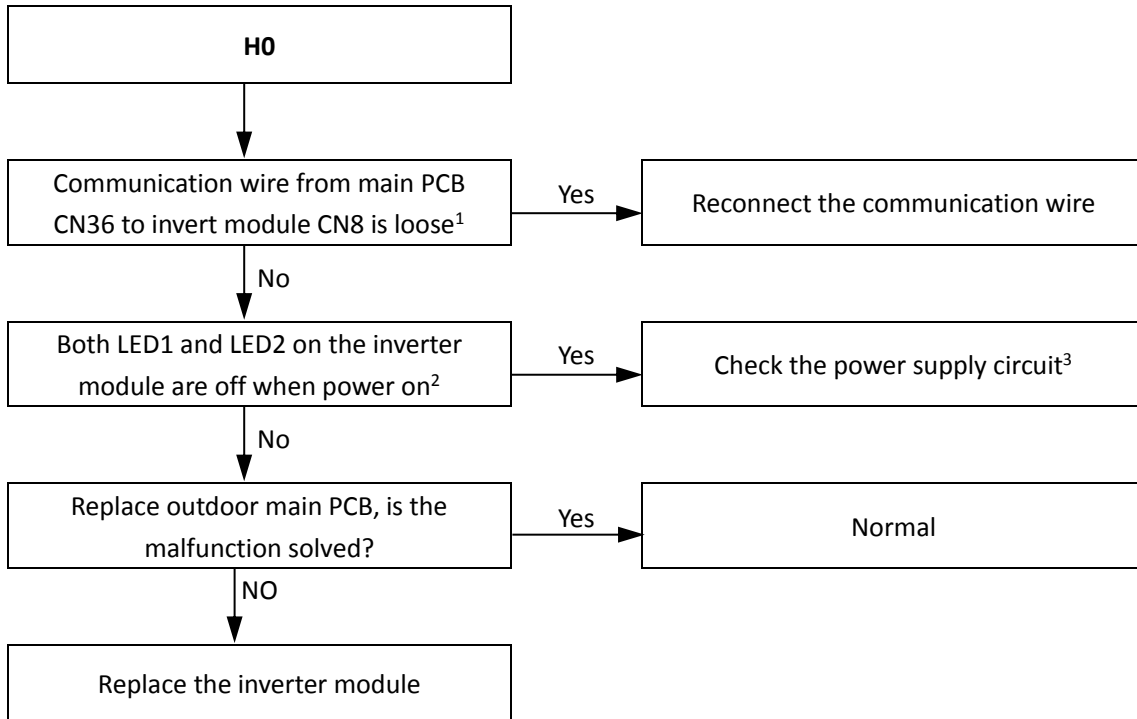 H0
Communication wire from main PCB
CN36 to invert module CN8 is loose¹
Yes
Reconnect the communication wire
No
Both LED1 and LED2 on the inverter
module are off when power on²
Yes
Check the power supply circuit³
No
Replace outdoor main PCB, is the
malfunction solved?
Yes
Normal
NO
Replace the inverter module